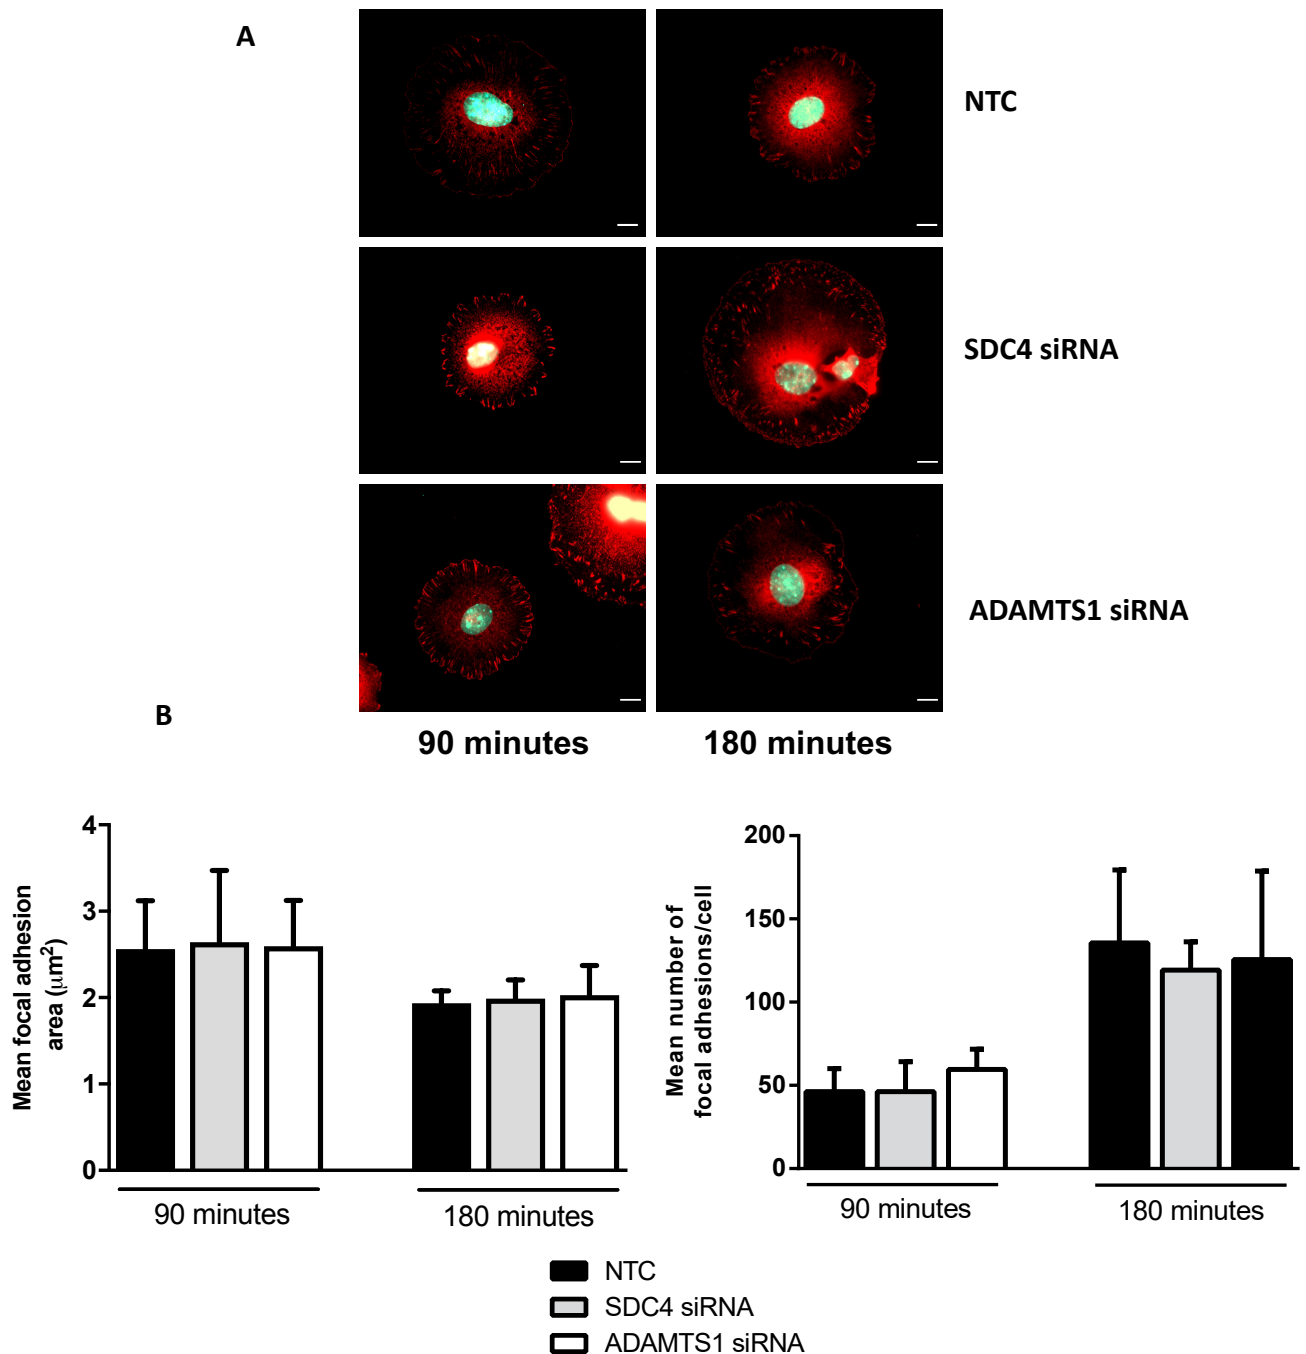 A
NTC
SDC4 siRNA
ADAMTS1 siRNA
90 minutes
180 minutes
B
Mean focal adhesion
area (μm²)
4
3
2
1
0
90 minutes
180 minutes
Mean number of
focal adhesions/cell
200
150
100
50
0
90 minutes
180 minutes
NTC
SDC4 siRNA
ADAMTS1 siRNA